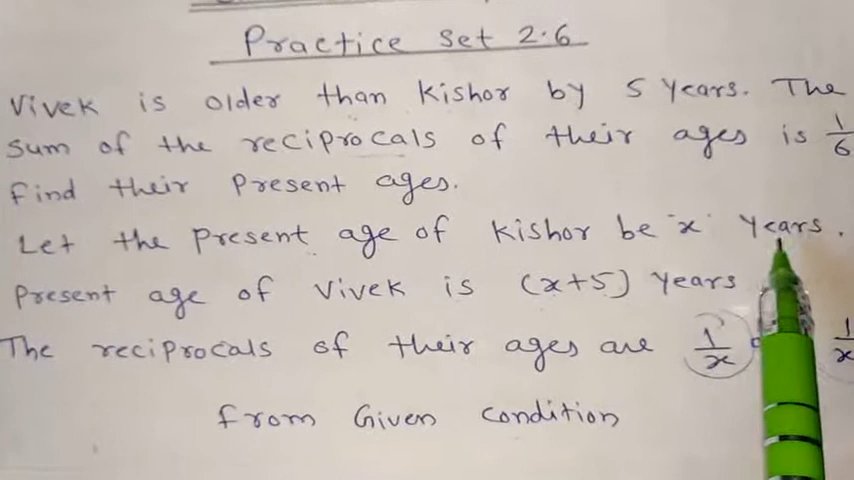 Practice Set 2.6
Vivek is older than Kishor by 5 Years. The
sum of the reciprocals of their ages is 1/6
find their Present ages.
Let the present age of Kishor be "x" Years.
Present age of Vivek is (x+5) Years
The reciprocals of their ages are 1/x 1/x
from Given condition